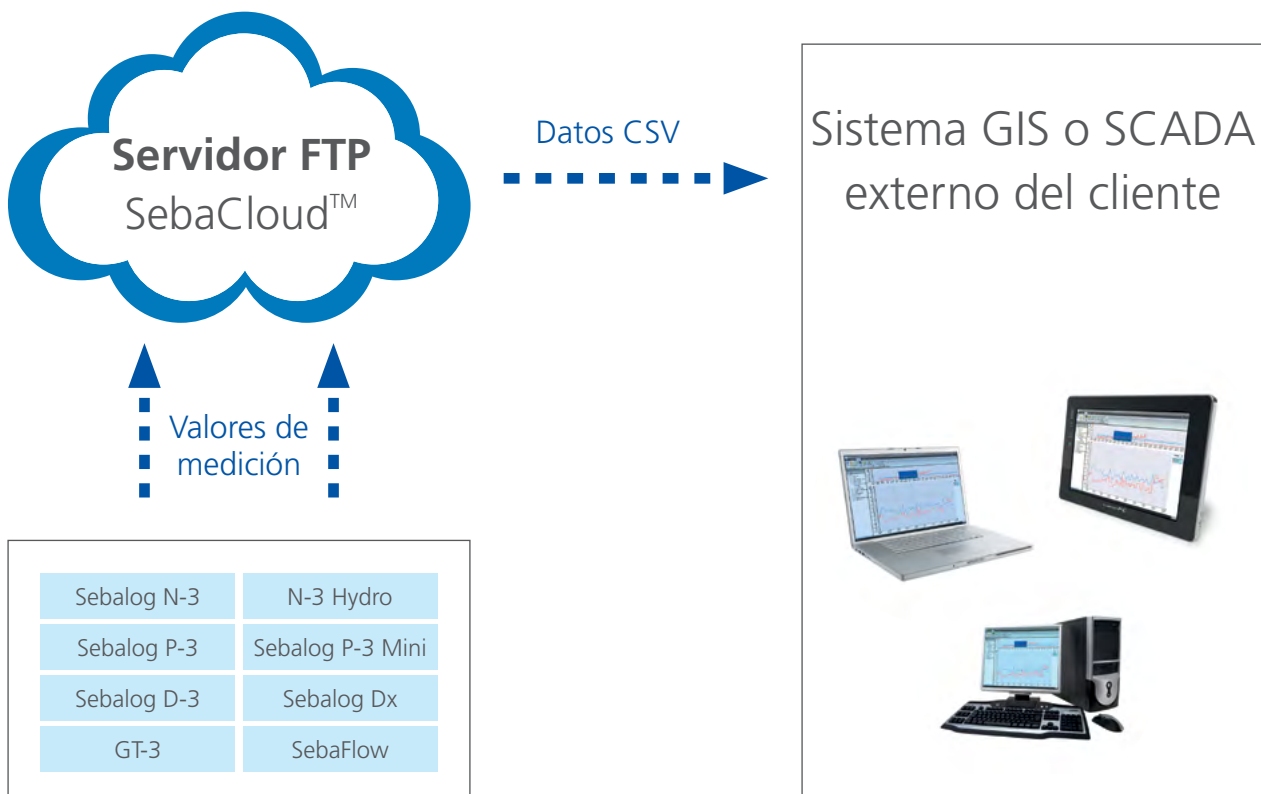 Servidor FTP
SebaCloud™
Datos CSV
Sistema GIS o SCADA
externo del cliente
Valores de
medición
Sebalog N-3
N-3 Hydro
Sebalog P-3
Sebalog P-3 Mini
Sebalog D-3
Sebalog Dx
GT-3
SebaFlow